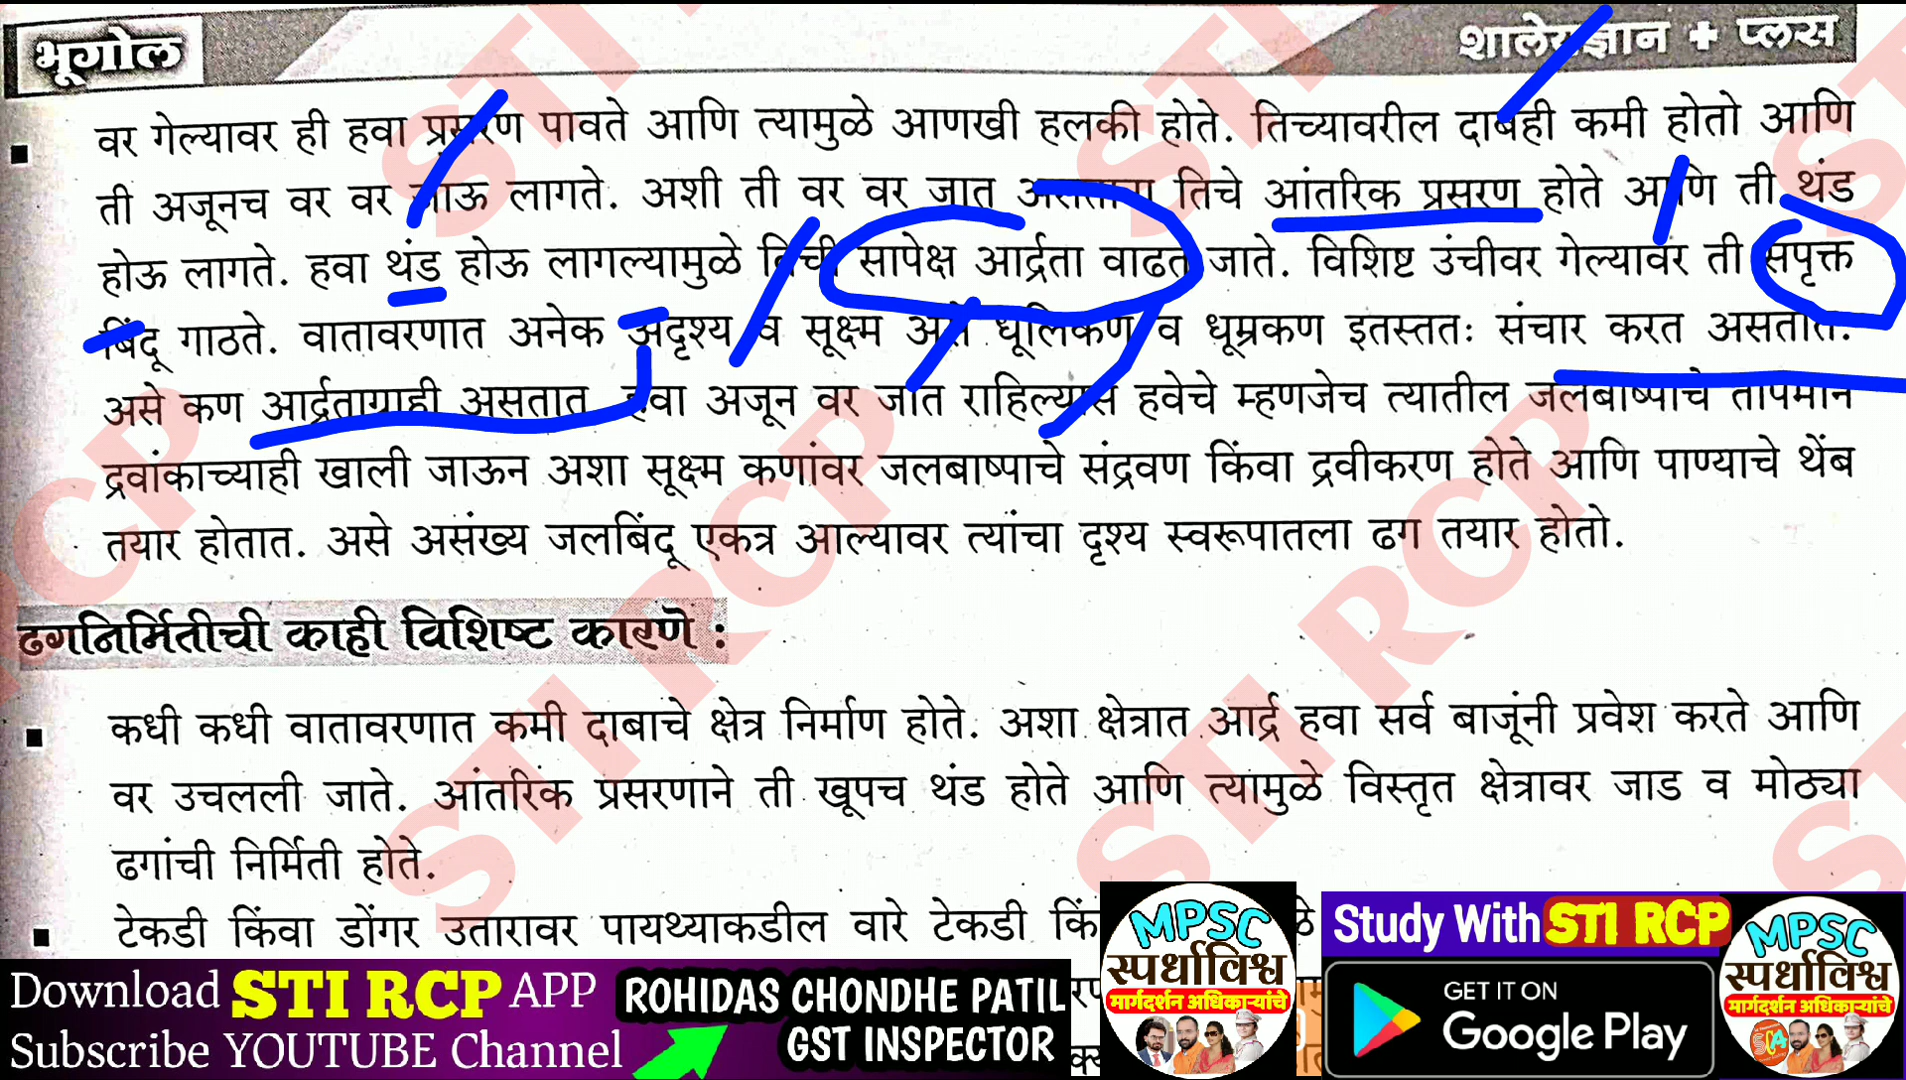 भूगोल
शालेयज्ञान + प्लस
वर गेल्यावर ही हवा प्रसरण पावते आणि त्यामुळे आणखी हलकी होते. तिच्यावरील दाबही कमी होतो आणि
ती अजूनच वर वर जाऊ लागते. अशी ती वर वर जात असताना तिचे आंतरिक प्रसरण होते आणि ती थंड
होऊ लागते. हवा थंड होऊ लागल्यामुळे तिची सापेक्ष आर्द्रता वाढत जाते. विशिष्ट उंचीवर गेल्यावर ती संपृक्त
बिंदू गाठते. वातावरणात अनेक अदृश्य व सूक्ष्म असे धूलिकण व धूम्रकण इतस्ततः संचार करत असतात.
असे कण आर्द्रताग्राही असतात हवा अजून वर जात राहिल्यास हवेचे म्हणजेच त्यातील जलबाष्पाचे तापमान
द्रवांकाच्याही खाली जाऊन अशा सूक्ष्म कणांवर जलबाष्पाचे संद्रवण किंवा द्रवीकरण होते आणि पाण्याचे थेंब
तयार होतात. असे असंख्य जलबिंदू एकत्र आल्यावर त्यांचा दृश्य स्वरूपातला ढग तयार होतो.
ढगनिर्मितीची काही विशिष्ट कारणे :
कधी कधी वातावरणात कमी दाबाचे क्षेत्र निर्माण होते. अशा क्षेत्रात आर्द्र हवा सर्व बाजूंनी प्रवेश करते आणि
वर उचलली जाते. आंतरिक प्रसरणाने ती खूपच थंड होते आणि त्यामुळे विस्तृत क्षेत्रावर जाड व मोठ्या
ढगांची निर्मिती होते.
टेकडी किंवा डोंगर उतारावर पायथ्याकडील वारे टेकडी
STI RCP
Download STI RCP APP
Subscribe YOUTUBE Channel
ROHIDAS CHONDHE PATIL
GST INSPECTOR
MPSC
स्पर्धाविश्व
मार्गदर्शन अधिकाऱ्यांचे
Study With STI RCP
GET IT ON
Google Play
MPSC
स्पर्धाविश्व
मार्गदर्शन अधिकाऱ्यांचे